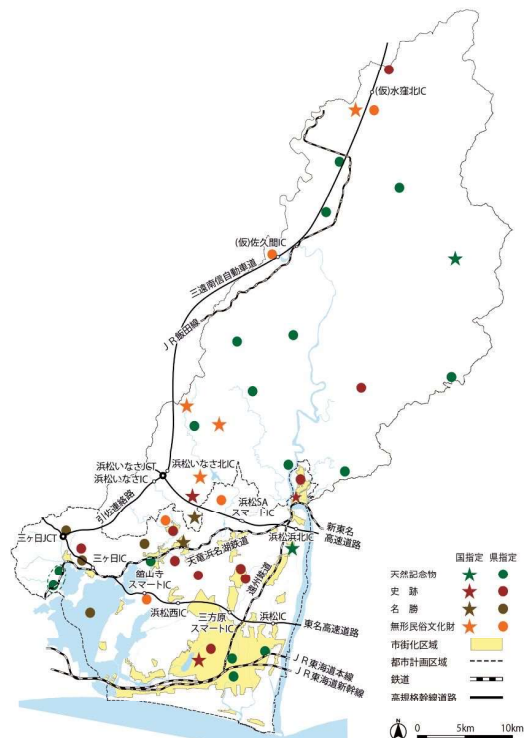 (仮)水窪北IC
(仮)佐久間IC
三遠南信自動車道
JR飯田線
浜松いなさJCT
浜松いなさIC
浜松いなさ北IC
引佐連絡路
浜松SA
スマートIC
新東名
高速道路
三ヶ日JCT
三ヶ日IC
天竜浜名湖鉄道
浜松浜北IC
舘山寺
スマートIC
遠州鉄道
浜松西IC
三方原
スマートIC
浜松IC
東名高速道路
JR東海道本線
JR東海道新幹線
国指定 県指定
天然記念物
史跡
名勝
無形民俗文化財
市街化区域
都市計画区域
鉄道
高規格幹線道路
N
0 5km 10km